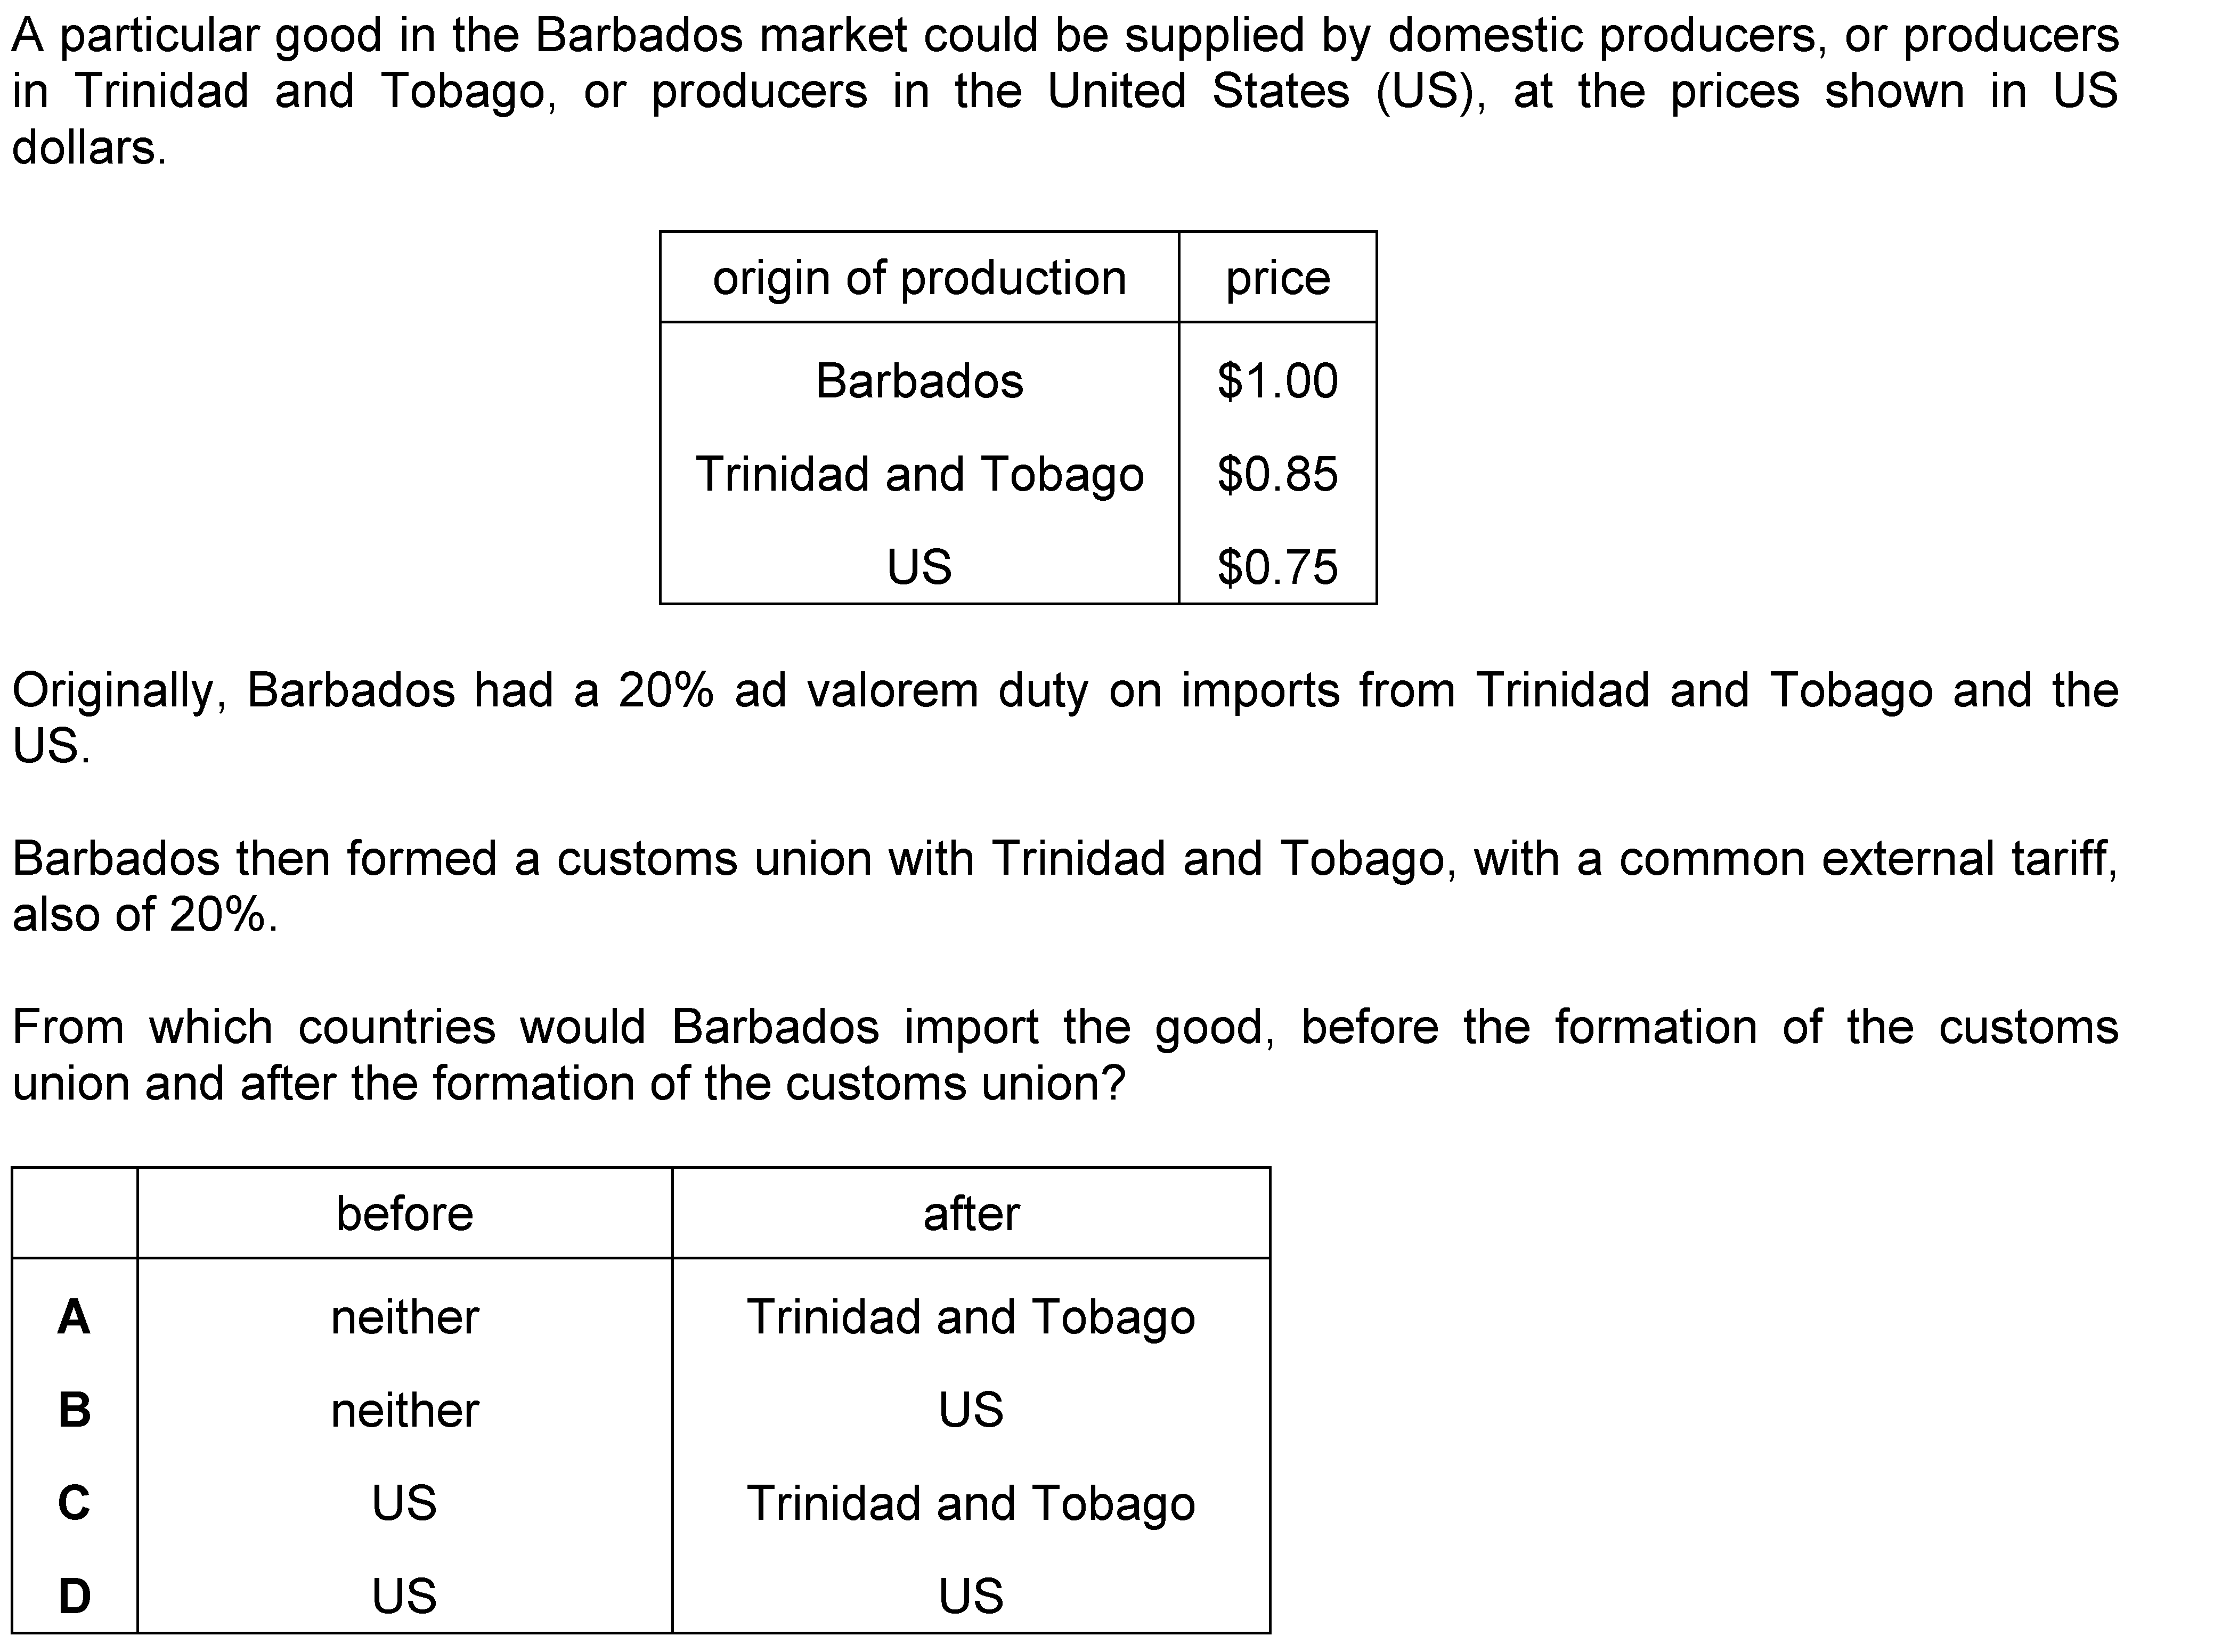 A particular good in the Barbados market could be supplied by domestic producers, or producers
in Trinidad and Tobago, or producers in the United States (US), at the prices shown in US
dollars.
origin of production price
Barbados $1.00
Trinidad and Tobago $0.85
US $0.75
Originally, Barbados had a 20% ad valorem duty on imports from Trinidad and Tobago and the
US.
Barbados then formed a customs union with Trinidad and Tobago, with a common external tariff,
also of 20%.
From which countries would Barbados import the good, before the formation of the customs
union and after the formation of the customs union?
before after
A neither Trinidad and Tobago
B neither US
C US Trinidad and Tobago
D US US